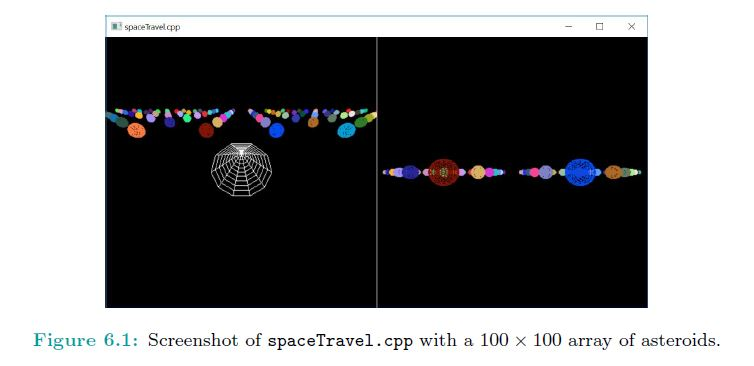 spaceTravel.cpp
Figure 6.1: Screenshot of spaceTravel.cpp with a 100 × 100 array of asteroids.